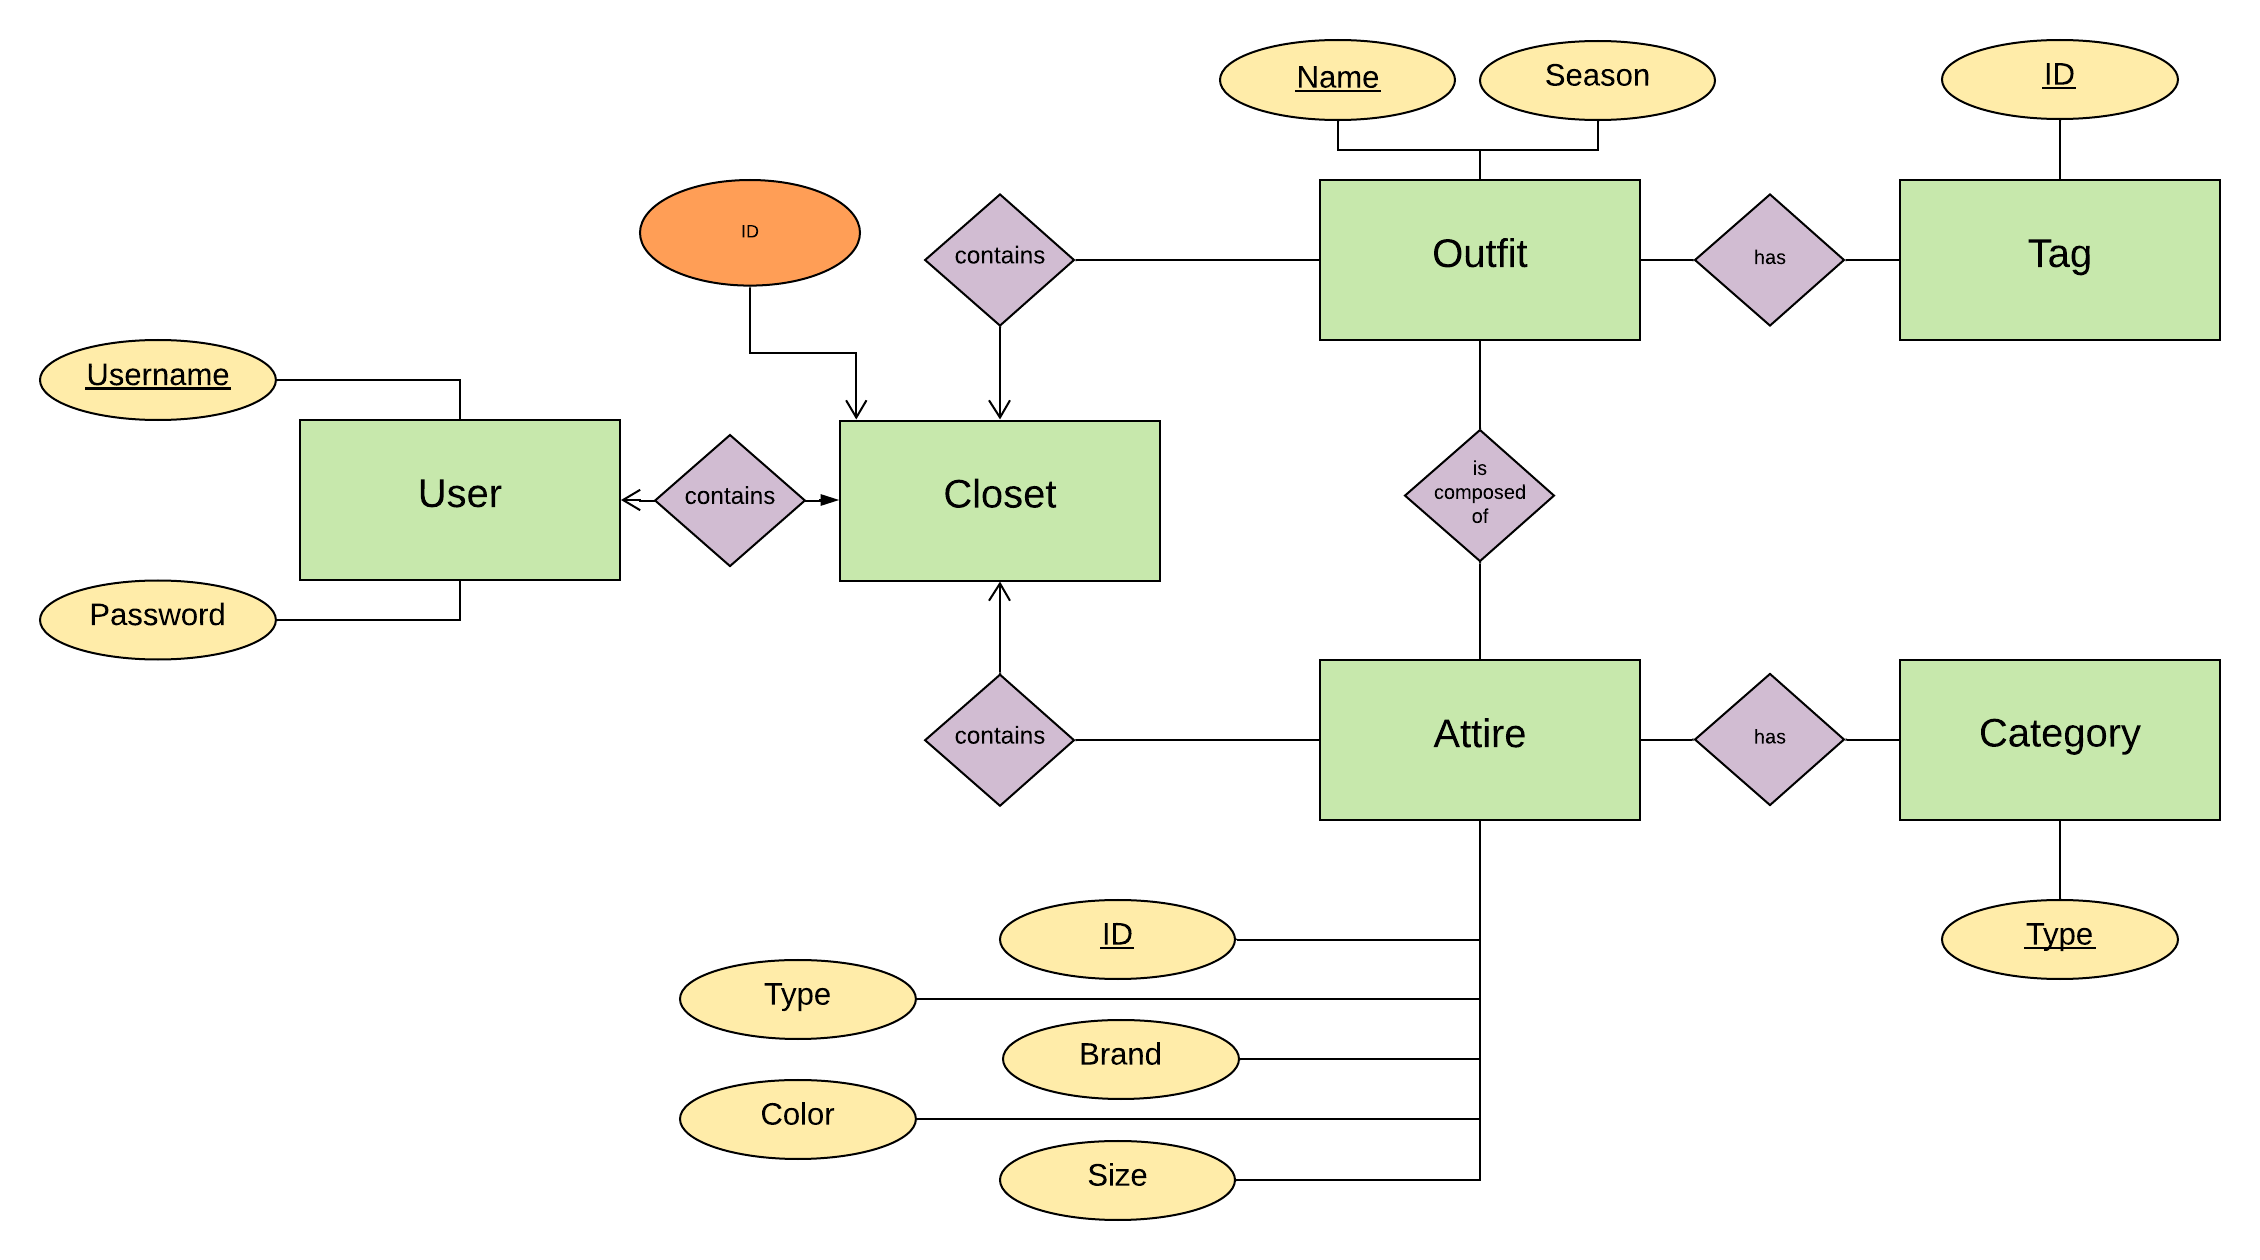 Name
Season
ID
ID
contains
Outfit
has
Tag
Username
User
contains
Closet
is
composed
of
Password
contains
Attire
has
Category
ID
Type
Type
Brand
Color
Size